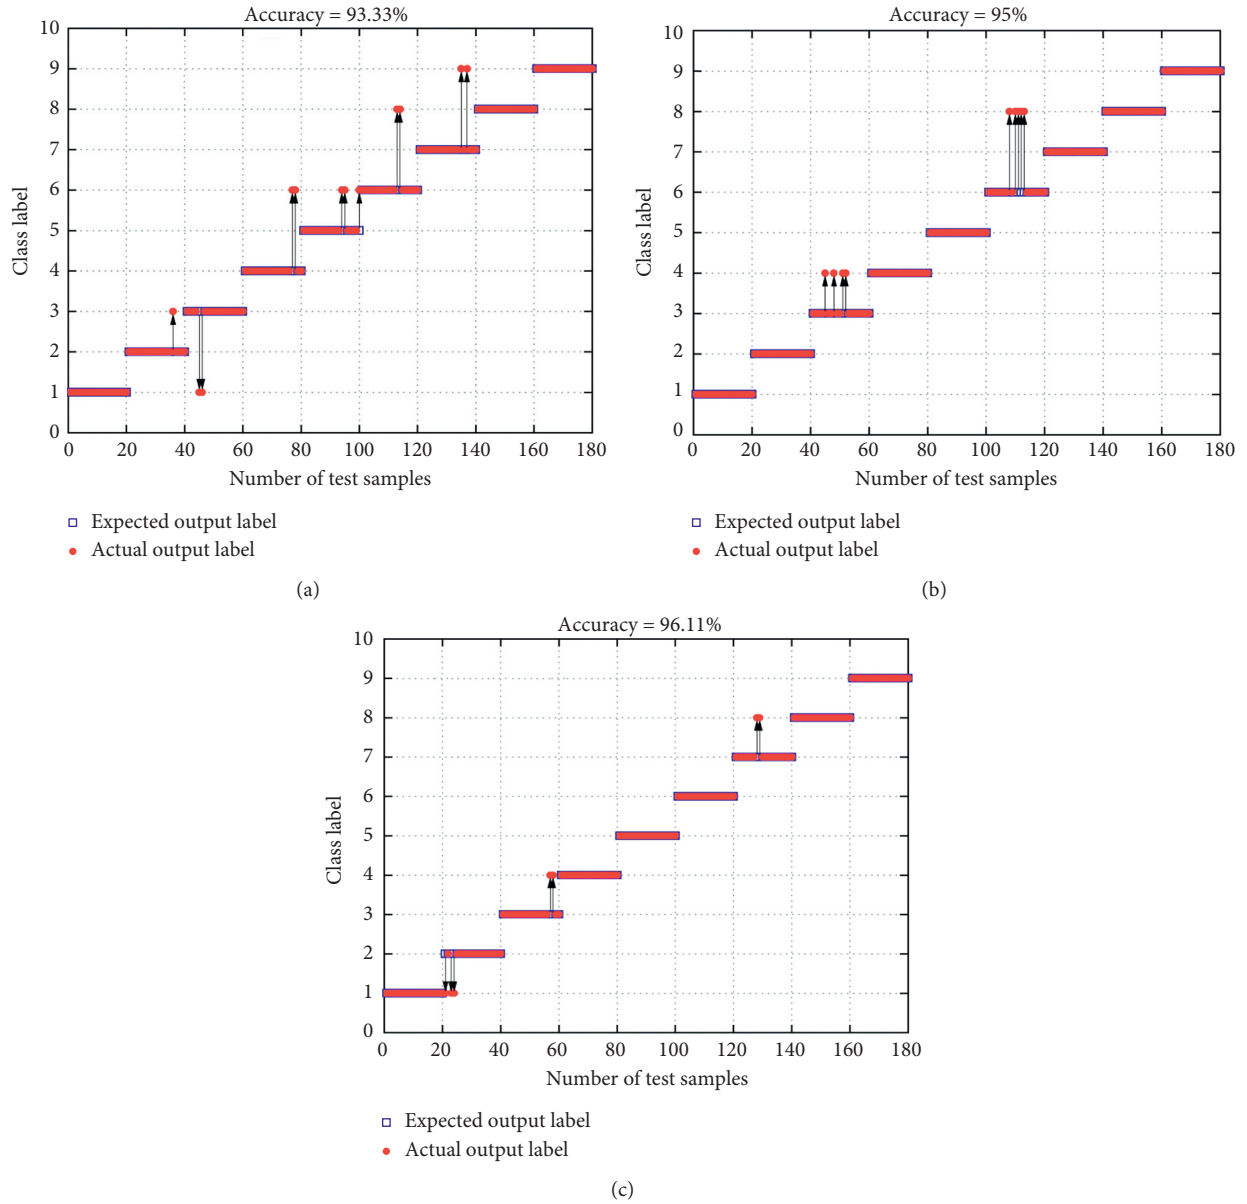 Accuracy = 93.33%
10
9
8
7
6
5
4
3
2
1
0
Class label
0 20 40 60 80 100 120 140 160 180
Number of test samples
Expected output label
Actual output label
(a)
Accuracy = 95%
10
9
8
7
6
5
4
3
2
1
0
Class label
0 20 40 60 80 100 120 140 160 180
Number of test samples
Expected output label
Actual output label
(b)
Accuracy = 96.11%
10
9
8
7
6
5
4
3
2
1
0
Class label
0 20 40 60 80 100 120 140 160 180
Number of test samples
Expected output label
Actual output label
(c)